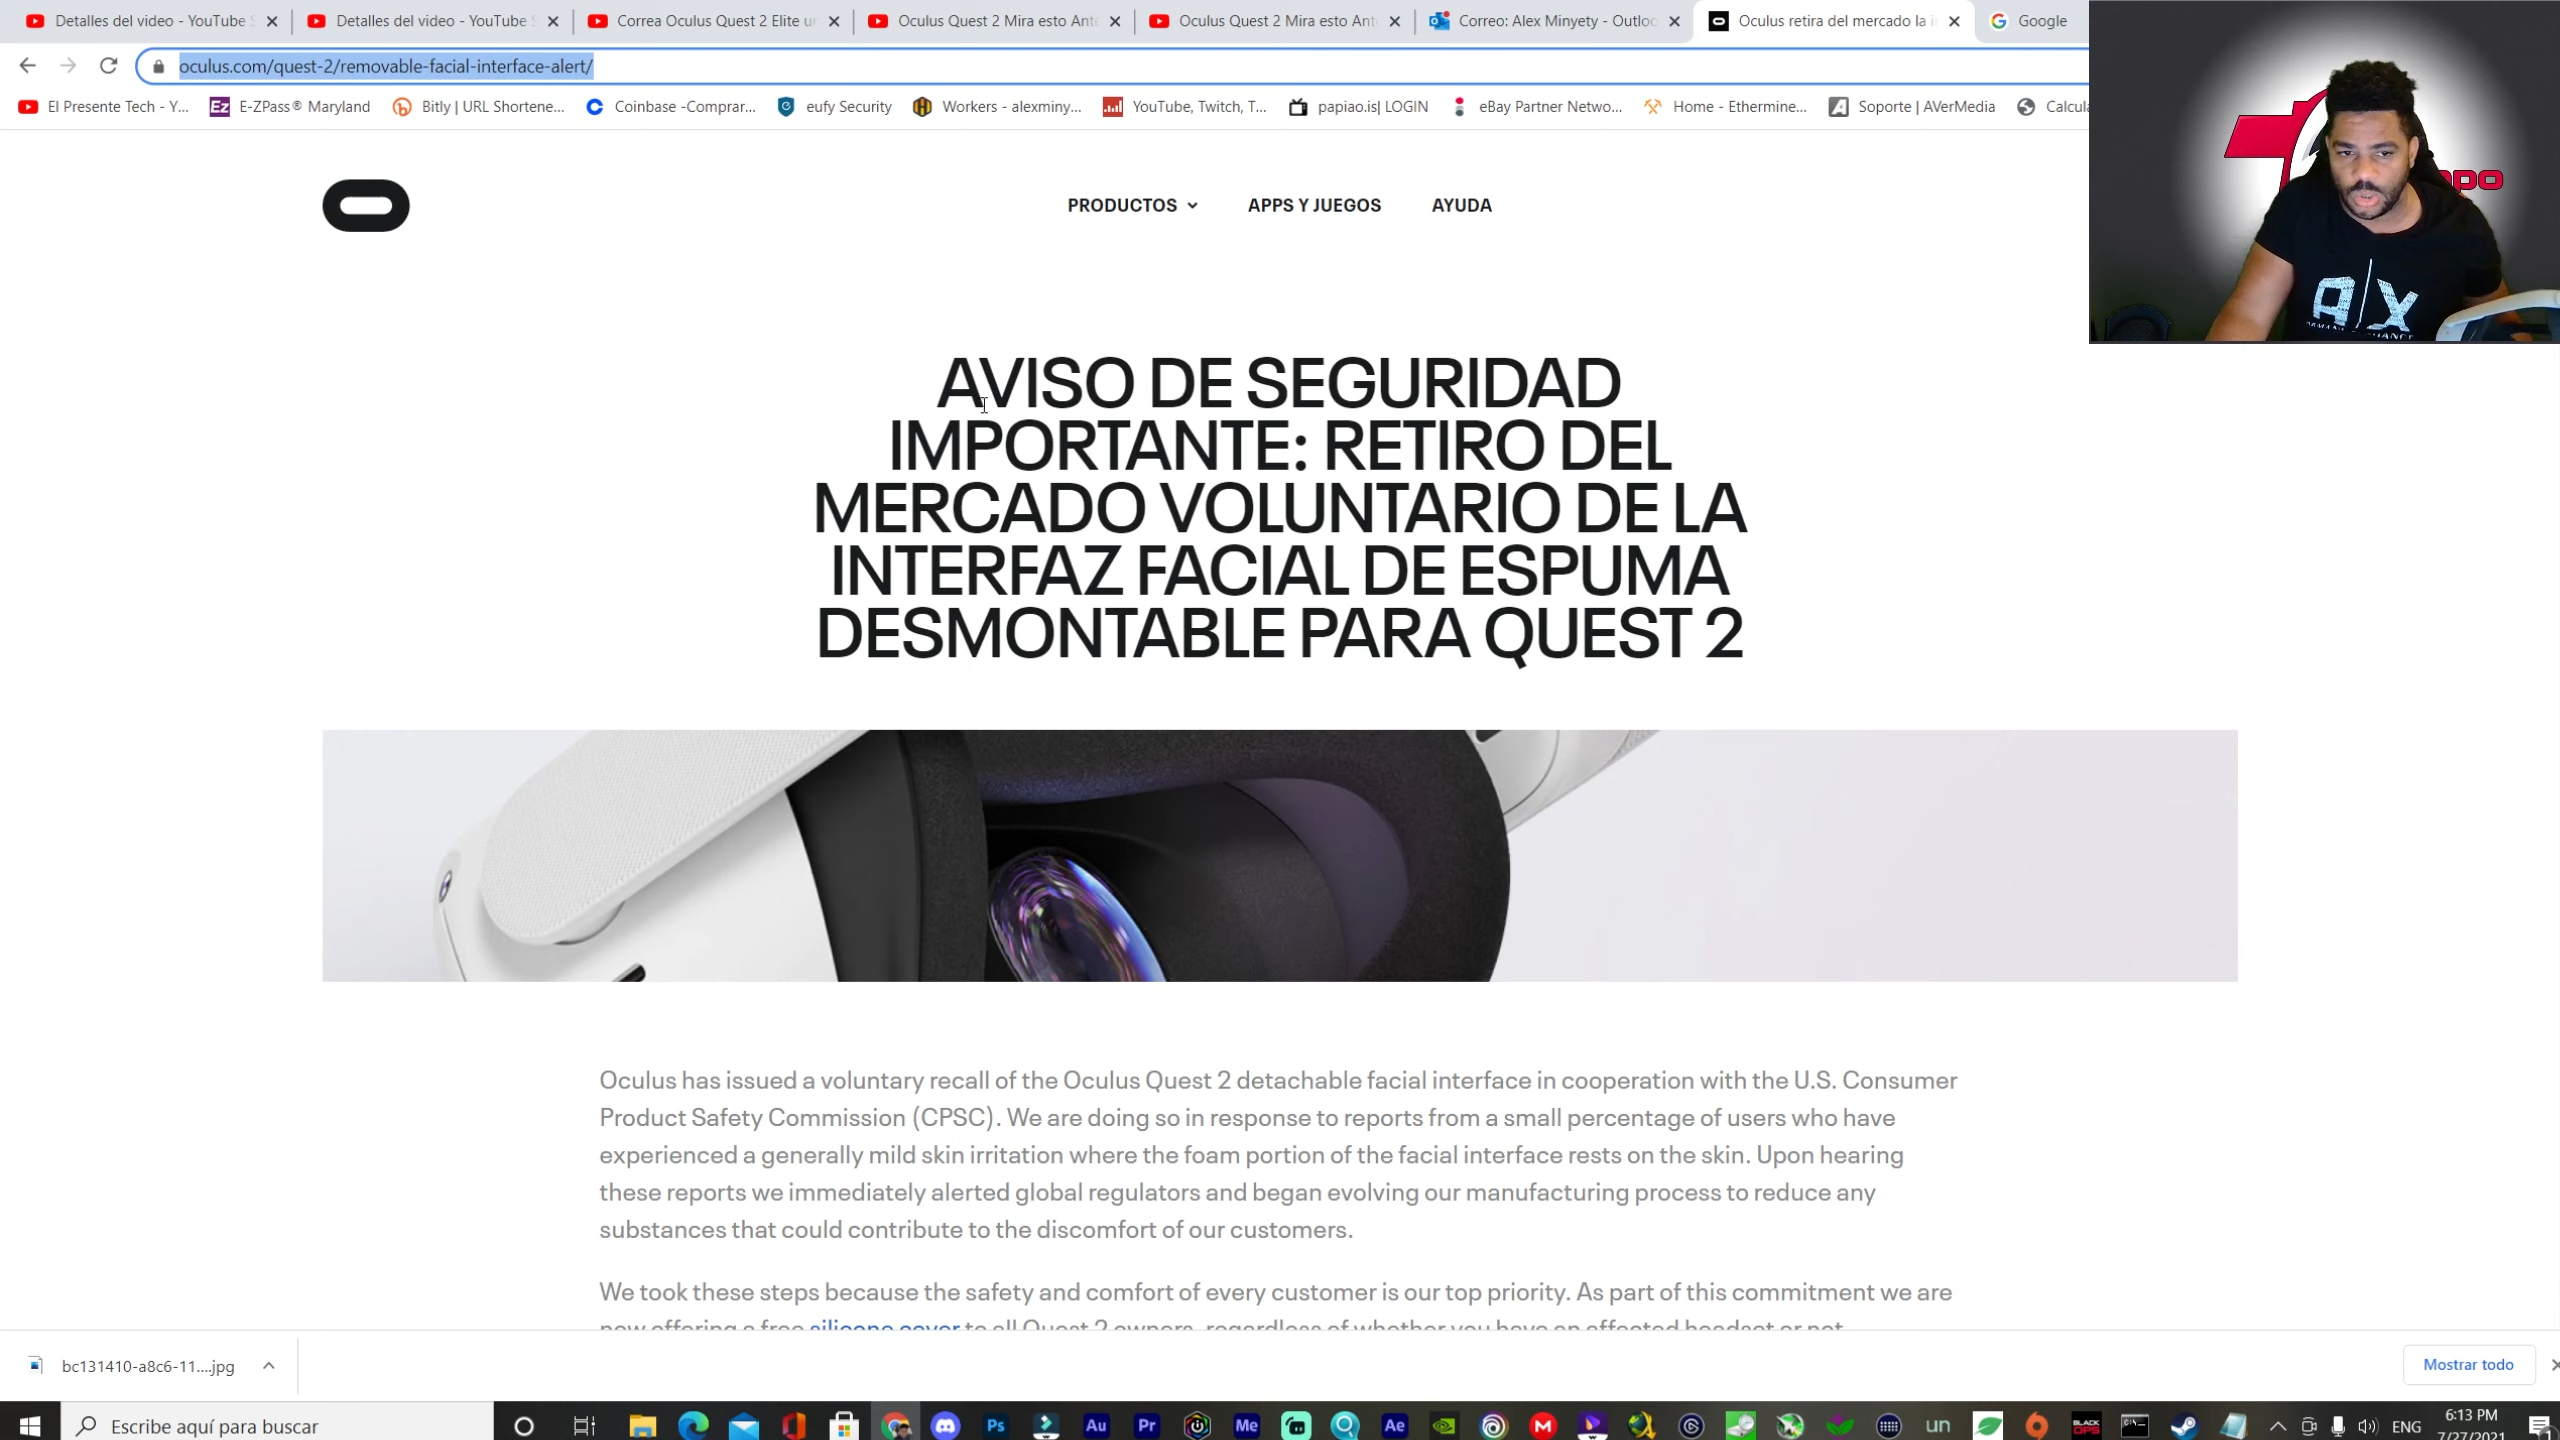 Detalles del video - YouTube S
Detalles del video - YouTube S
Correa Oculus Quest 2 Elite un
Oculus Quest 2 Mira esto Ante
Oculus Quest 2 Mira esto Ant
Correo: Alex Minyety - Outlo
Oculus retira del mercado la i
Google
oculus.com/quest-2/removable-facial-interface-alert/
El Presente Tech - Y...
E-ZPass® Maryland
Bitly | URL Shortene...
Coinbase -Comprar...
eufy Security
Workers - alexminy...
YouTube, Twitch, T...
papiao.is| LOGIN
eBay Partner Netwo...
Home - Ethermine...
Soporte | AVerMedia
Calcula
PRODUCTOS
APPS Y JUEGOS
AYUDA
AVISO DE SEGURIDAD
IMPORTANTE: RETIRO DEL
MERCADO VOLUNTARIO DE LA
INTERFAZ FACIAL DE ESPUMA
DESMONTABLE PARA QUEST 2
Oculus has issued a voluntary recall of the Oculus Quest 2 detachable facial interface in cooperation with the U.S. Consumer
Product Safety Commission (CPSC). We are doing so in response to reports from a small percentage of users who have
experienced a generally mild skin irritation where the foam portion of the facial interface rests on the skin. Upon hearing
these reports we immediately alerted global regulators and began evolving our manufacturing process to reduce any
substances that could contribute to the discomfort of our customers.
We took these steps because the safety and comfort of every customer is our top priority. As part of this commitment we are
now offering a free silicone cover to all Quest 2 owners, regardless of whether you have an affected headset or not.
bc131410-a8c6-11....jpg
Mostrar todo
Escribe aquí para buscar
Ps
Au
Pr
Me
Ae
un
BLACK
OPS
ENG
6:13 PM
7/27/2021
A|X